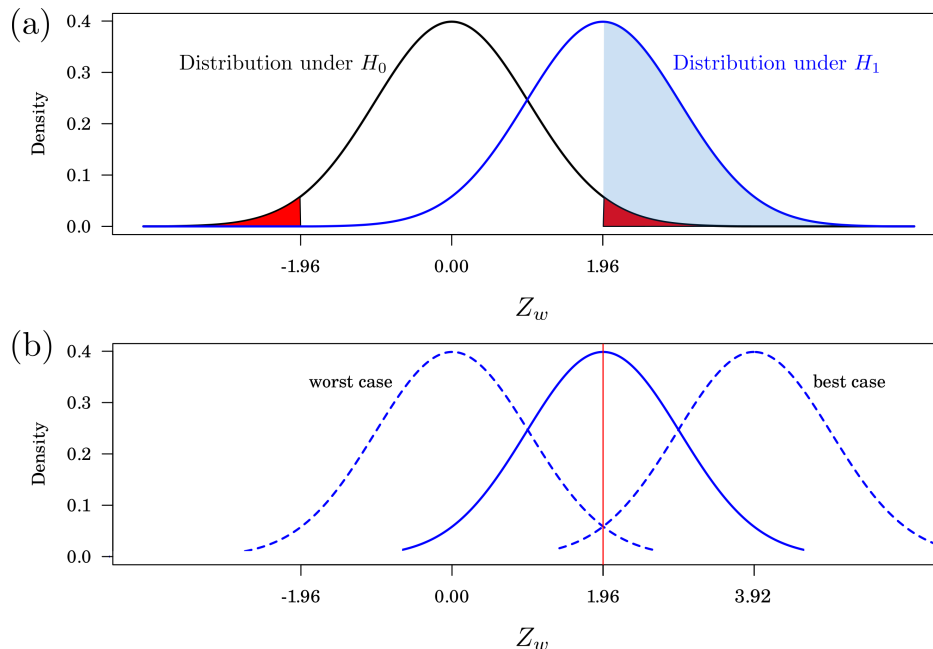 (a)
Density
0.4
0.3
0.2
0.1
0.0
Distribution under H₀
Distribution under H₁
-1.96 0.00 1.96
Z_w
(b)
Density
0.4
0.3
0.2
0.1
0.0
worst case
best case
-1.96 0.00 1.96 3.92
Z_w